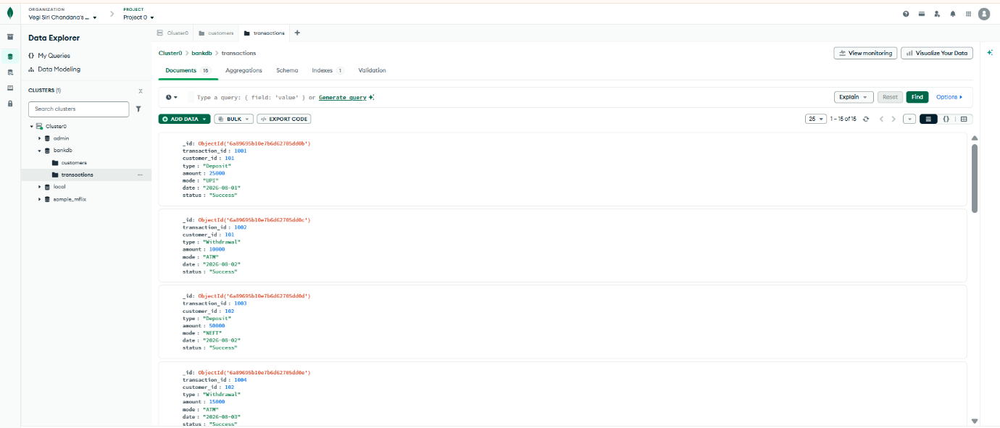 ORGANIZATION
Vegi Siri Chandana's ...
PROJECT
Project 0
Data Explorer
My Queries
Data Modeling
CLUSTERS (1)
Search clusters
Cluster0
admin
bankdb
customers
transactions
local
sample_mflix
Cluster0
customers
transactions
Cluster0 > bankdb > transactions
View monitoring
Visualize Your Data
Documents 15
Aggregations
Schema
Indexes 1
Validation
Type a query: { field: 'value' } or Generate query
Explain
Reset
Find
Options
ADD DATA
BULK
EXPORT CODE
25
1 – 15 of 15
_id: ObjectId('6a89695b10e7b6d62705dd0b')
transaction_id : 1001
customer_id : 101
type : "Deposit"
amount : 25000
mode : "UPI"
date : "2026-08-01"
status : "Success"
_id: ObjectId('6a89695b10e7b6d62705dd0c')
transaction_id : 1002
customer_id : 101
type : "Withdrawal"
amount : 10000
mode : "ATM"
date : "2026-08-02"
status : "Success"
_id: ObjectId('6a89695b10e7b6d62705dd0d')
transaction_id : 1003
customer_id : 102
type : "Deposit"
amount : 50000
mode : "NEFT"
date : "2026-08-02"
status : "Success"
_id: ObjectId('6a89695b10e7b6d62705dd0e')
transaction_id : 1004
customer_id : 102
type : "Withdrawal"
amount : 15000
mode : "ATM"
date : "2026-08-03"
status : "Success"